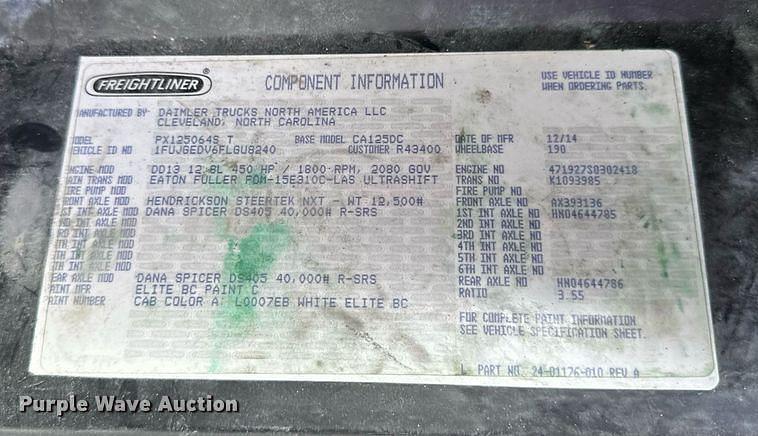 FREIGHTLINER®
COMPONENT INFORMATION
USE VEHICLE ID NUMBER
WHEN ORDERING PARTS.
MANUFACTURED BY- DAIMLER TRUCKS NORTH AMERICA LLC
CLEVELAND, NORTH CAROLINA
MODEL PX125064S T BASE MODEL CA125DC DATE OF MFR 12/14
VEHICLE ID NO 1FUJGEDV6FLGU8240 CUSTOMER R43400 WHEELBASE 190
ENGINE MOD DD13 12.8L 450 HP / 1800 RPM, 2080 GOV ENGINE NO 471927S0302418
MAIN TRANS MOD EATON FULLER FOM-15E310C-LAS ULTRASHIFT TRANS NO K1093985
FIRE PUMP MOD FIRE PUMP NO
FRONT AXLE MOD HENDRICKSON STEERTEK NXT - WT 12,500# FRONT AXLE NO AX393136
1ST INT AXLE MOD DANA SPICER DS405 40,000# R-SRS 1ST INT AXLE NO HN04644785
INT AXLE MOD 2ND INT AXLE NO
RD INT AXLE MOD 3RD INT AXLE NO
TH INT AXLE MOD 4TH INT AXLE NO
TH INT AXLE MOD 5TH INT AXLE NO
TH INT AXLE MOD 6TH INT AXLE NO
REAR AXLE MOD DANA SPICER DS405 40,000# R-SRS REAR AXLE NO HN04644786
PAINT MFR ELITE BC PAINT C RATIO 3.55
PAINT NUMBER CAB COLOR A: L0007EB WHITE ELITE BC
FOR COMPLETE PAINT INFORMATION
SEE VEHICLE SPECIFICATION SHEET.
PART NO. 24-01176-010 REV A
Purple Wave Auction